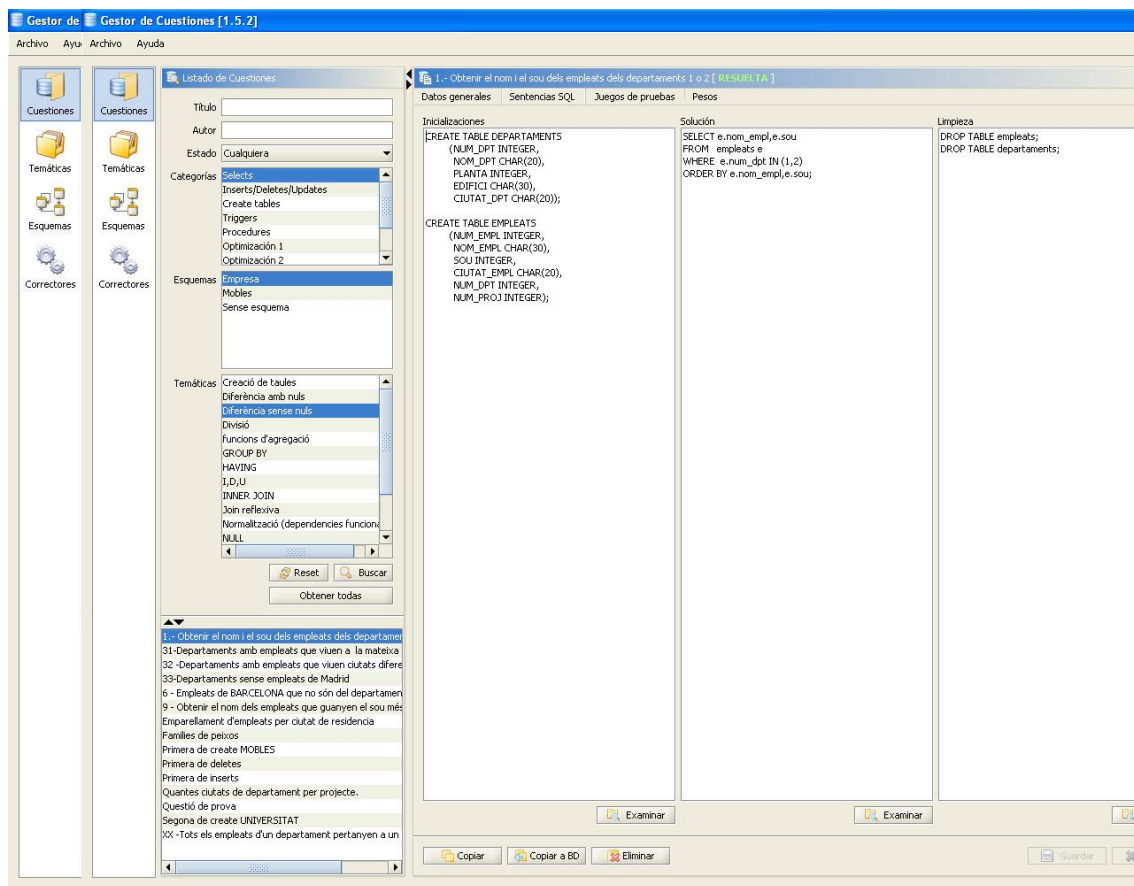 Gestor de
Gestor de Cuestiones [1.5.2]
Archivo Ayu
Archivo Ayuda
Cuestiones
Temáticas
Esquemas
Correctores
Cuestiones
Temáticas
Esquemas
Correctores
Listado de Cuestiones
Título
Autor
Estado Cualquiera
Categorías
Selects
Inserts/Deletes/Updates
Create tables
Triggers
Procedures
Optimización 1
Optimización 2
Esquemas
Empresa
Mobles
Sense esquema
Temáticas
Creació de taules
Diferència amb nuls
Diferència sense nuls
Divisió
funcions d'agregació
GROUP BY
HAVING
I,D,U
INNER JOIN
Join reflexiva
Normalització (dependencies funciona
NULL
Reset Buscar
Obtener todas
1.- Obtenir el nom i el sou dels empleats dels departamen
31-Departaments amb empleats que viuen a la mateixa
32 -Departaments amb empleats que viuen ciutats difere
33-Departaments sense empleats de Madrid
6 - Empleats de BARCELONA que no són del departamen
9 - Obtenir el nom dels empleats que guanyen el sou més
Emparellament d'empleats per ciutat de residencia
Families de peixos
Primera de create MOBLES
Primera de deletes
Primera de inserts
Quantes ciutats de departament per projecte.
Questió de prova
Segona de create UNIVERSITAT
XX -Tots els empleats d'un departament pertanyen a un
1.- Obtenir el nom i el sou dels empleats dels departaments 1 o 2 [ RESUELTA ]
Datos generales Sentencias SQL Juegos de pruebas Pesos
Inicializaciones
CREATE TABLE DEPARTAMENTS
(NUM_DPT INTEGER,
NOM_DPT CHAR(20),
PLANTA INTEGER,
EDIFICI CHAR(30),
CIUTAT_DPT CHAR(20));
CREATE TABLE EMPLEATS
(NUM_EMPL INTEGER,
NOM_EMPL CHAR(30),
SOU INTEGER,
CIUTAT_EMPL CHAR(20),
NUM_DPT INTEGER,
NUM_PROJ INTEGER);
Examinar
Solución
SELECT e.nom_empl,e.sou
FROM empleats e
WHERE e.num_dpt IN (1,2)
ORDER BY e.nom_empl,e.sou;
Examinar
Limpieza
DROP TABLE empleats;
DROP TABLE departaments;
Copiar Copiar a BD Eliminar Guardar